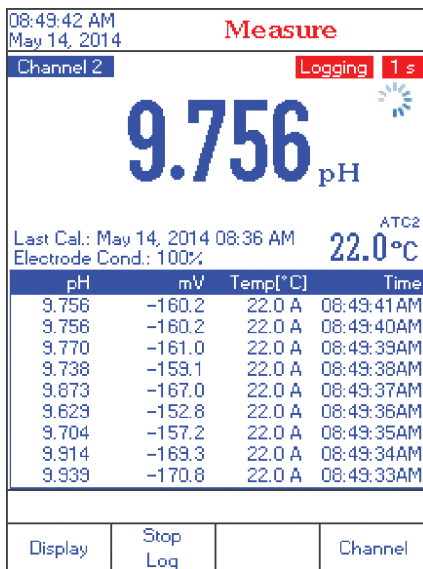 08:49:42 AM
May 14, 2014
Measure
Channel 2
Logging 1 s
9.756 pH
ATC2
22.0°C
Last Cal.: May 14, 2014 08:36 AM
Electrode Cond.: 100%
pH mV Temp[°C] Time
9.756 -160.2 22.0 A 08:49:41AM
9.756 -160.2 22.0 A 08:49:40AM
9.770 -161.0 22.0 A 08:49:39AM
9.738 -159.1 22.0 A 08:49:38AM
9.873 -167.0 22.0 A 08:49:37AM
9.629 -152.8 22.0 A 08:49:36AM
9.704 -157.2 22.0 A 08:49:35AM
9.914 -169.3 22.0 A 08:49:34AM
9.939 -170.8 22.0 A 08:49:33AM
Display
Stop
Log
Channel